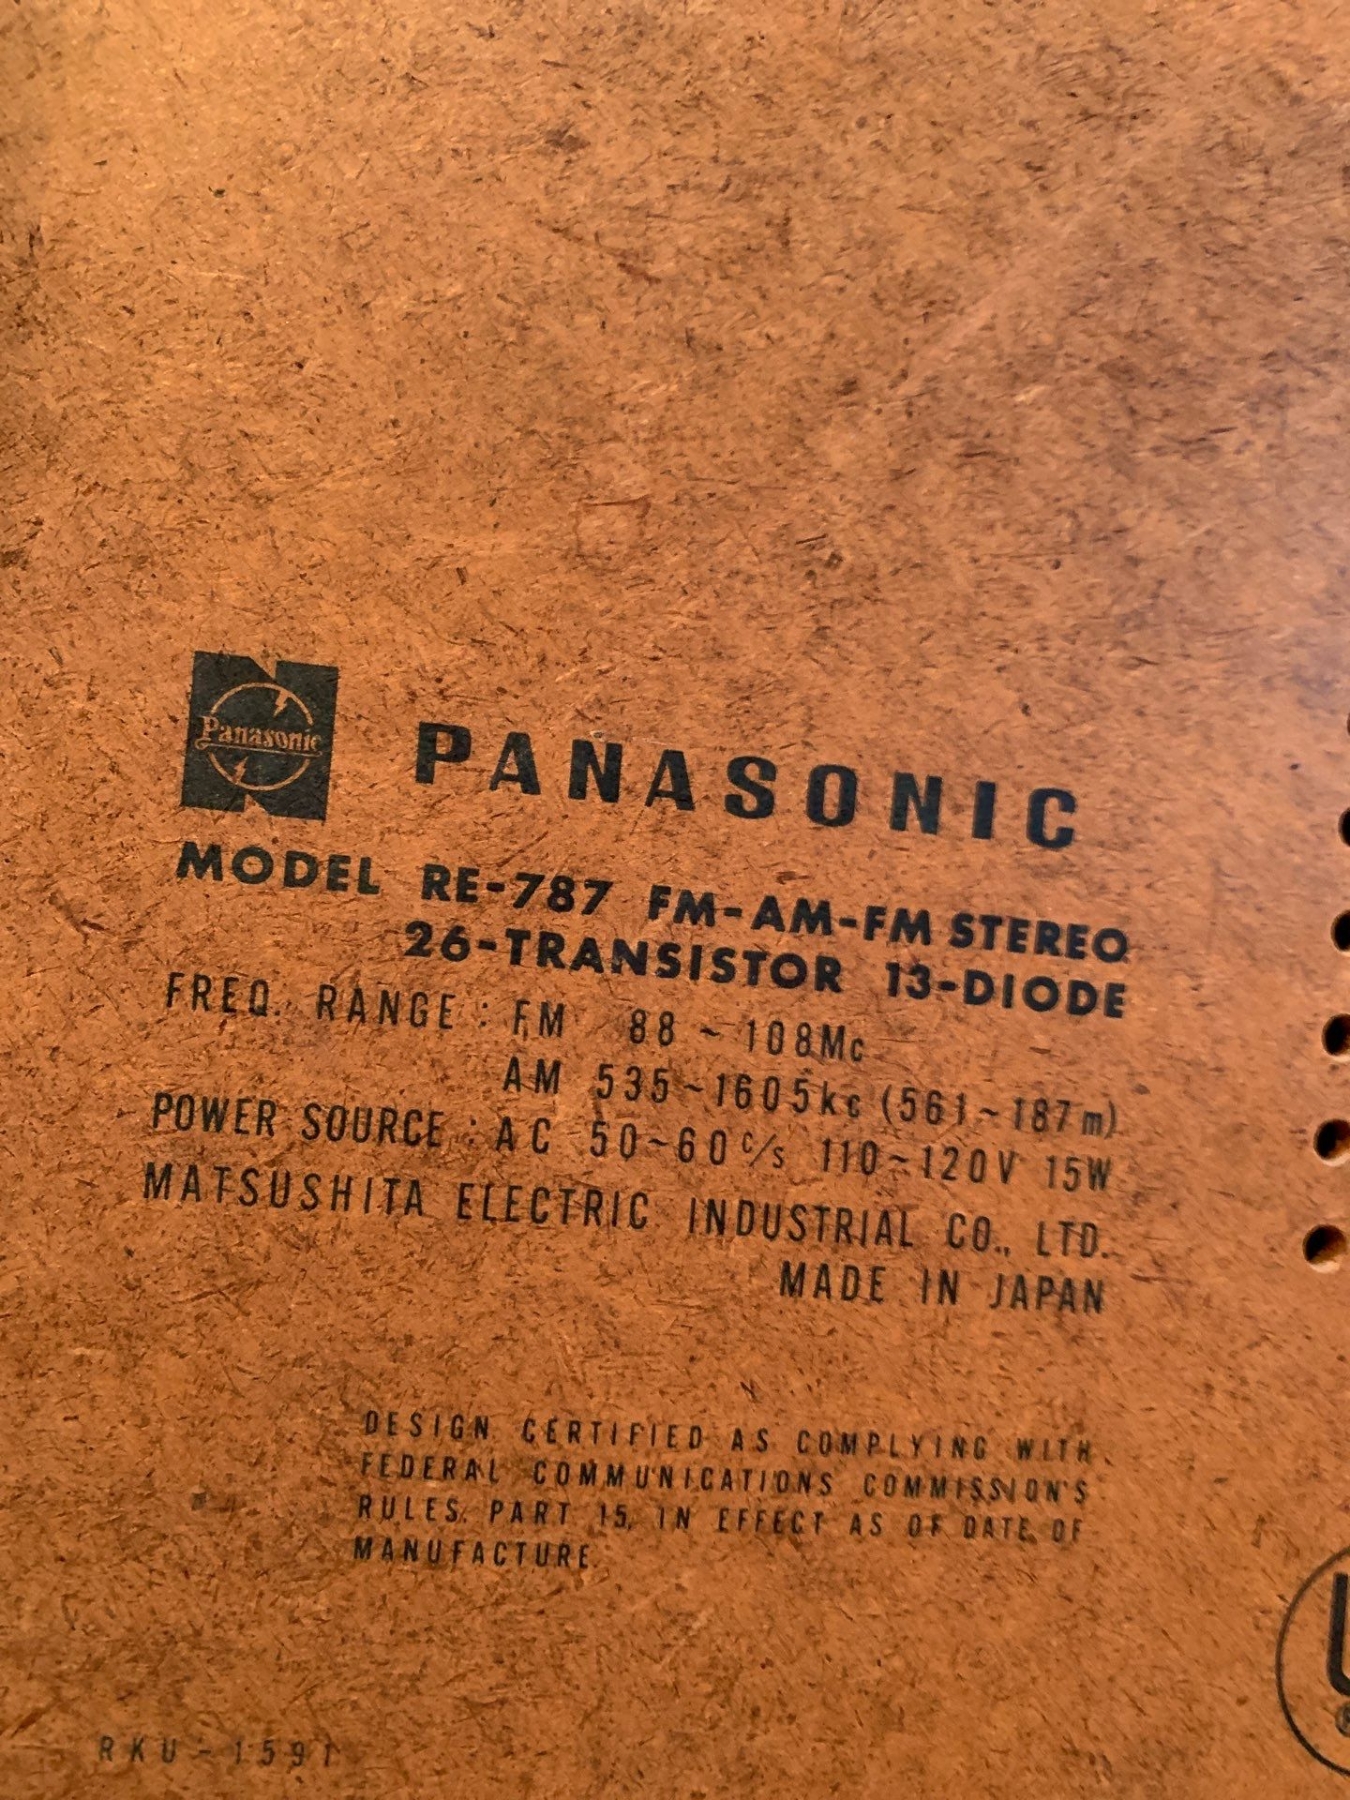 Panasonic
PANASONIC
MODEL RE-787 FM-AM-FM STEREO
26-TRANSISTOR 13-DIODE
FREQ. RANGE : FM 88 ~ 108Mc
AM 535~1605kc (561~187m)
POWER SOURCE : AC 50~60 c/s 110~120V 15W
MATSUSHITA ELECTRIC INDUSTRIAL CO., LTD.
MADE IN JAPAN
DESIGN CERTIFIED AS COMPLYING WITH
FEDERAL COMMUNICATIONS COMMISSION'S
RULES, PART 15, IN EFFECT AS OF DATE OF
MANUFACTURE.
RKU-1591